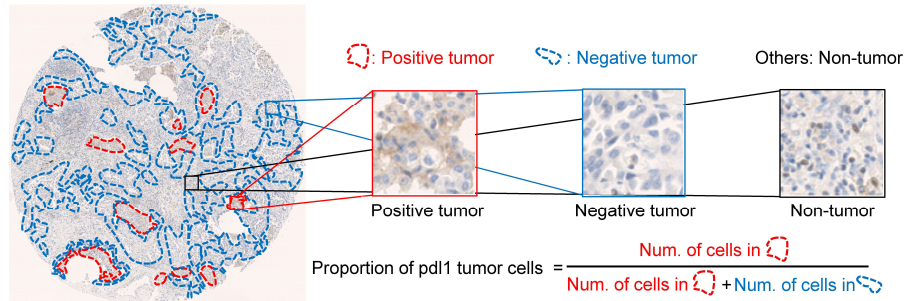 : Positive tumor : Negative tumor Others: Non-tumor
Positive tumor Negative tumor Non-tumor
Proportion of pdl1 tumor cells =
Num. of cells in
Num. of cells in + Num. of cells in